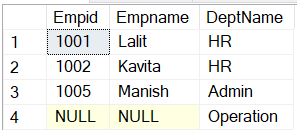 Empid Empname DeptName
1 1001 Lalit HR
2 1002 Kavita HR
3 1005 Manish Admin
4 NULL NULL Operation